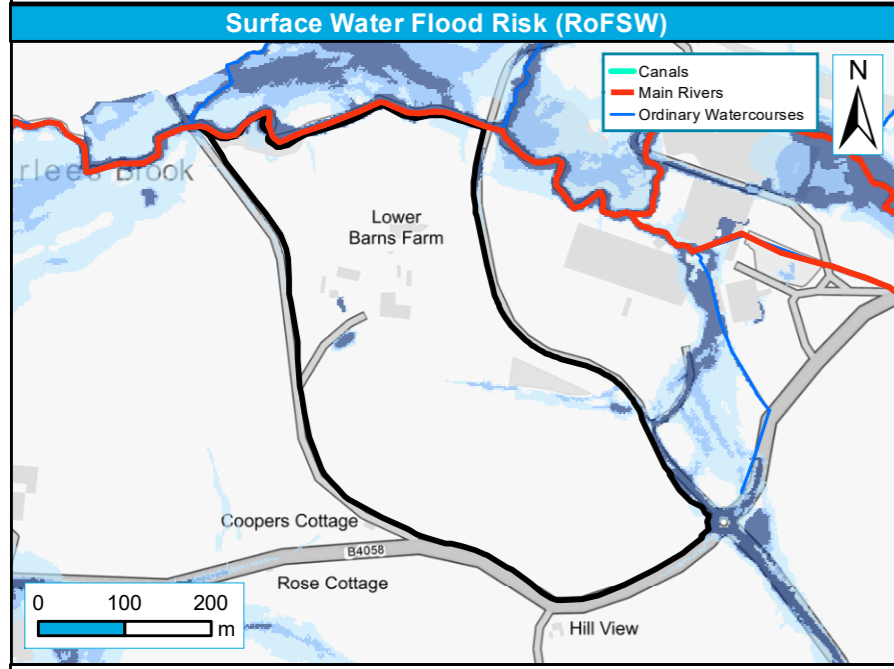 Surface Water Flood Risk (RoFSW)
Canals
Main Rivers
Ordinary Watercourses
N
Brook
Lower
Barns Farm
Coopers Cottage
B4058
Rose Cottage
0 100 200
m
Hill View